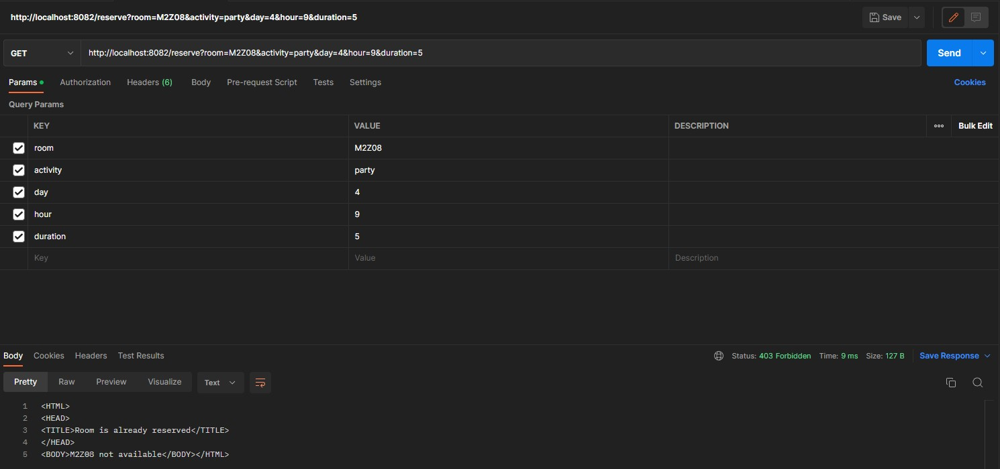 http://localhost:8082/reserve?room=M2Z08&activity=party&day=4&hour=9&duration=5 Save
GET http://localhost:8082/reserve?room=M2Z08&activity=party&day=4&hour=9&duration=5 Send
Params Authorization Headers (6) Body Pre-request Script Tests Settings Cookies
Query Params
KEY VALUE DESCRIPTION Bulk Edit
room M2Z08
activity party
day 4
hour 9
duration 5
Key Value Description
Body Cookies Headers Test Results Status: 403 Forbidden Time: 9 ms Size: 127 B Save Response
Pretty Raw Preview Visualize Text
1 <HTML>
2 <HEAD>
3 <TITLE>Room is already reserved</TITLE>
4 </HEAD>
5 <BODY>M2Z08 not available</BODY></HTML>